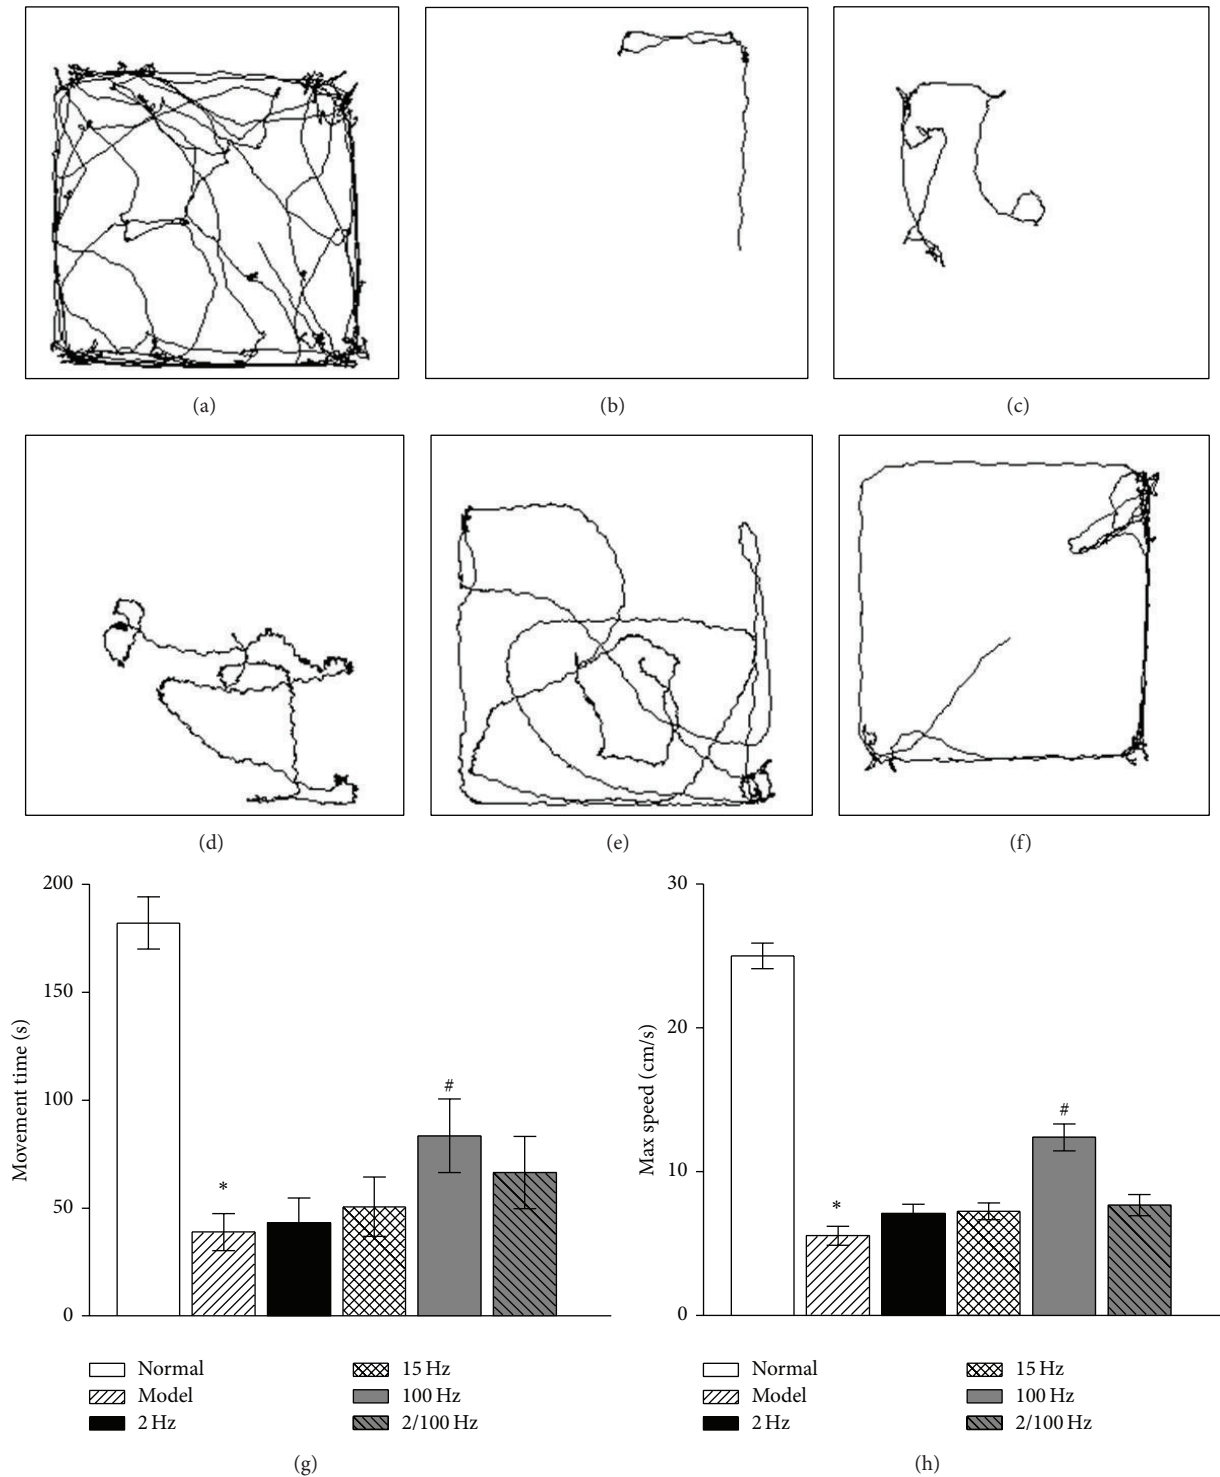 (a)
(b)
(c)
(d)
(e)
(f)
200
150
100
50
0
Movement time (s)
*
#
Normal
Model
2 Hz
15 Hz
100 Hz
2/100 Hz
(g)
30
20
10
0
Max speed (cm/s)
*
#
Normal
Model
2 Hz
15 Hz
100 Hz
2/100 Hz
(h)